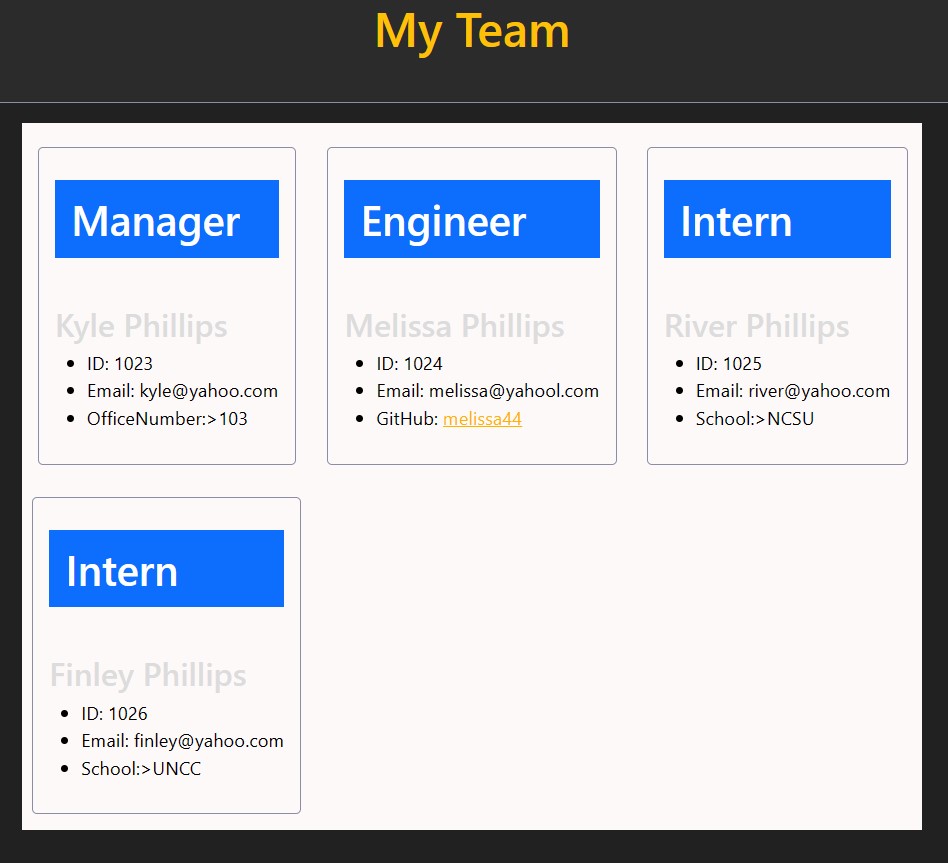 My Team
Manager
Kyle Phillips
ID: 1023
Email: kyle@yahoo.com
OfficeNumber:>103
Engineer
Melissa Phillips
ID: 1024
Email: melissa@yahool.com
GitHub: melissa44
Intern
River Phillips
ID: 1025
Email: river@yahoo.com
School:>NCSU
Intern
Finley Phillips
ID: 1026
Email: finley@yahoo.com
School:>UNCC